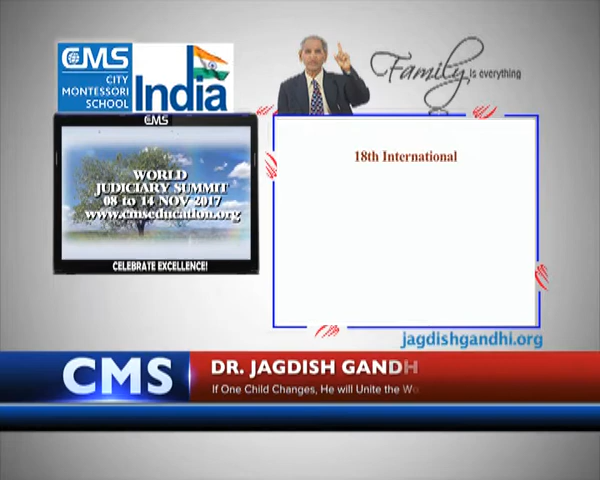 CMS
CITY
MONTESSORI
SCHOOL
India
Family
is everything
CMS
WORLD
JUDICIARY SUMMIT
08 to 14 NOV 2017
www.cmseducation.org
CELEBRATE EXCELLENCE!
18th International
jagdishgandhi.org
CMS
DR. JAGDISH GANDH
If One Child Changes, He will Unite the Wo